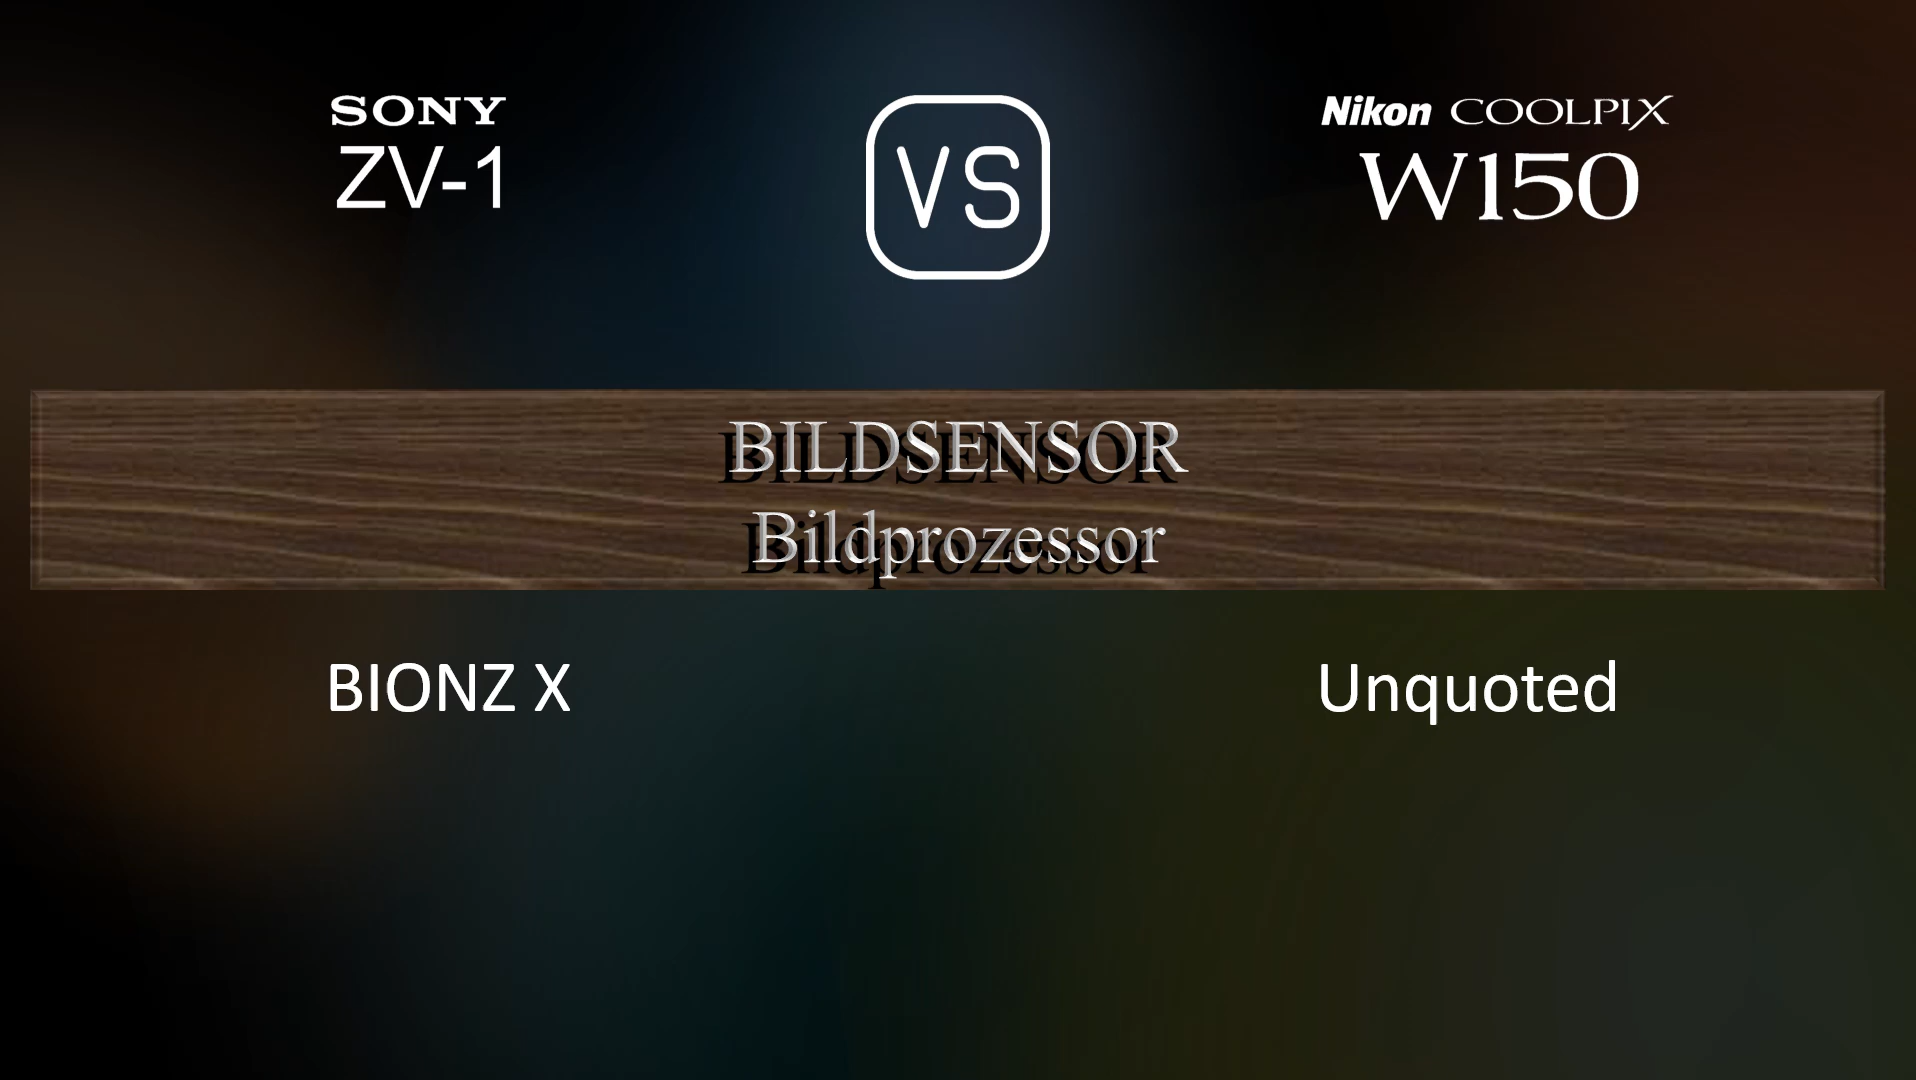 SONY
ZV-1
VS
Nikon COOLPIX
W150
BILDSENSOR
Bildprozessor
BIONZ X
Unquoted